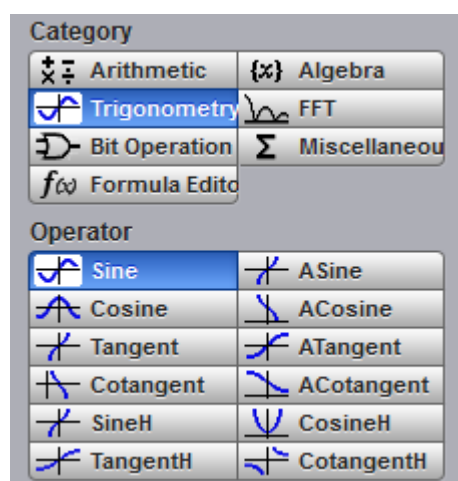 Category
Arithmetic {x} Algebra
Trigonometry FFT
Bit Operation Σ Miscellaneou
f(x) Formula Edito
Operator
Sine ASine
Cosine ACosine
Tangent ATangent
Cotangent ACotangent
SineH CosineH
TangentH CotangentH